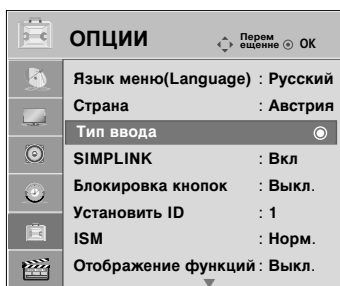 ОПЦИИ
Перем
ещение
ОК
Язык меню(Language) : Русский
Страна : Австрия
Тип ввода
SIMPLINK : Вкл
Блокировка кнопок : Выкл.
Установить ID : 1
ISM : Норм.
Отображение функций : Выкл.